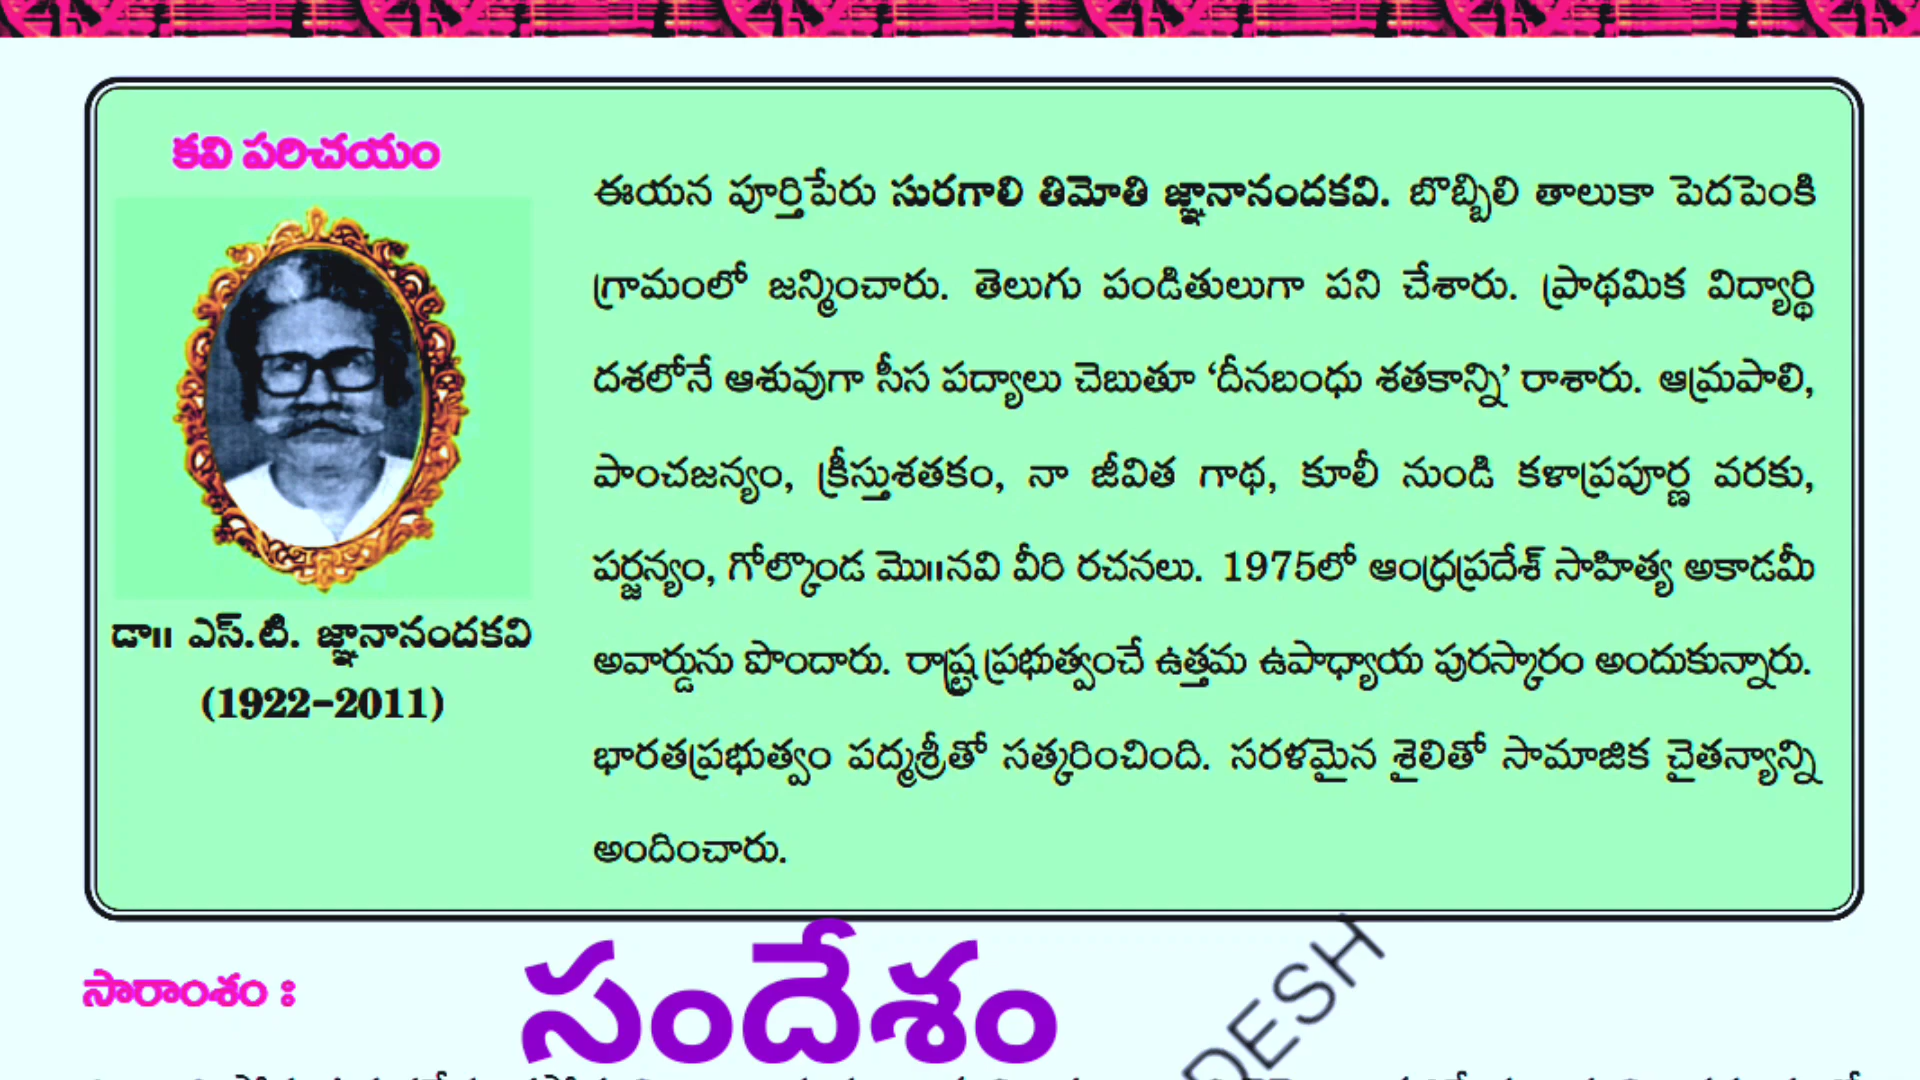 కవి పరిచయం
డా॥ ఎస్.టి. జ్ఞానానందకవి
(1922-2011)
ఈయన పూర్తిపేరు సురగాలి తిమోతి జ్ఞానానందకవి. బొబ్బిలి తాలుకా పెదపెంకి
గ్రామంలో జన్మించారు. తెలుగు పండితులుగా పని చేశారు. ప్రాథమిక విద్యార్థి
దశలోనే ఆశువుగా సీస పద్యాలు చెబుతూ ‘దీనబంధు శతకాన్ని’ రాశారు. ఆమ్రపాలి,
పాంచజన్యం, క్రీస్తుశతకం, నా జీవిత గాథ, కూలీ నుండి కళాప్రపూర్ణ వరకు,
పర్జన్యం, గోల్కొండ మొ॥నవి వీరి రచనలు. 1975లో ఆంధ్రప్రదేశ్ సాహిత్య అకాడమీ
అవార్డును పొందారు. రాష్ట్ర ప్రభుత్వంచే ఉత్తమ ఉపాధ్యాయ పురస్కారం అందుకున్నారు.
భారతప్రభుత్వం పద్మశ్రీతో సత్కరించింది. సరళమైన శైలితో సామాజిక చైతన్యాన్ని
అందించారు.
సారాంశం :
సందేశం
DESH